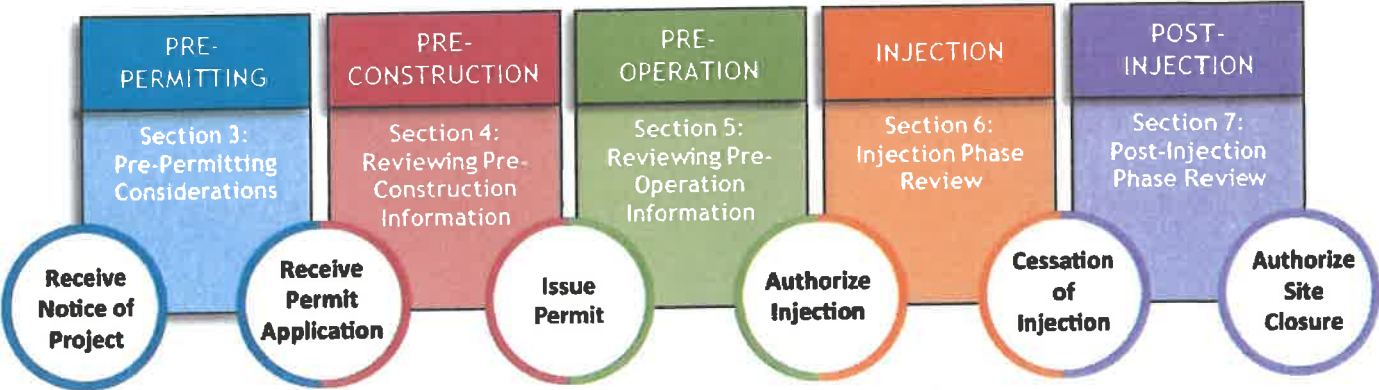 PRE-
PERMITTING
Section 3:
Pre-Permitting
Considerations
PRE-
CONSTRUCTION
Section 4:
Reviewing Pre-
Construction
Information
PRE-
OPERATION
Section 5:
Reviewing Pre-
Operation
Information
INJECTION
Section 6:
Injection Phase
Review
POST-
INJECTION
Section 7:
Post-Injection
Phase Review
Receive
Notice of
Project
Receive
Permit
Application
Issue
Permit
Authorize
Injection
Cessation
of
Injection
Authorize
Site
Closure